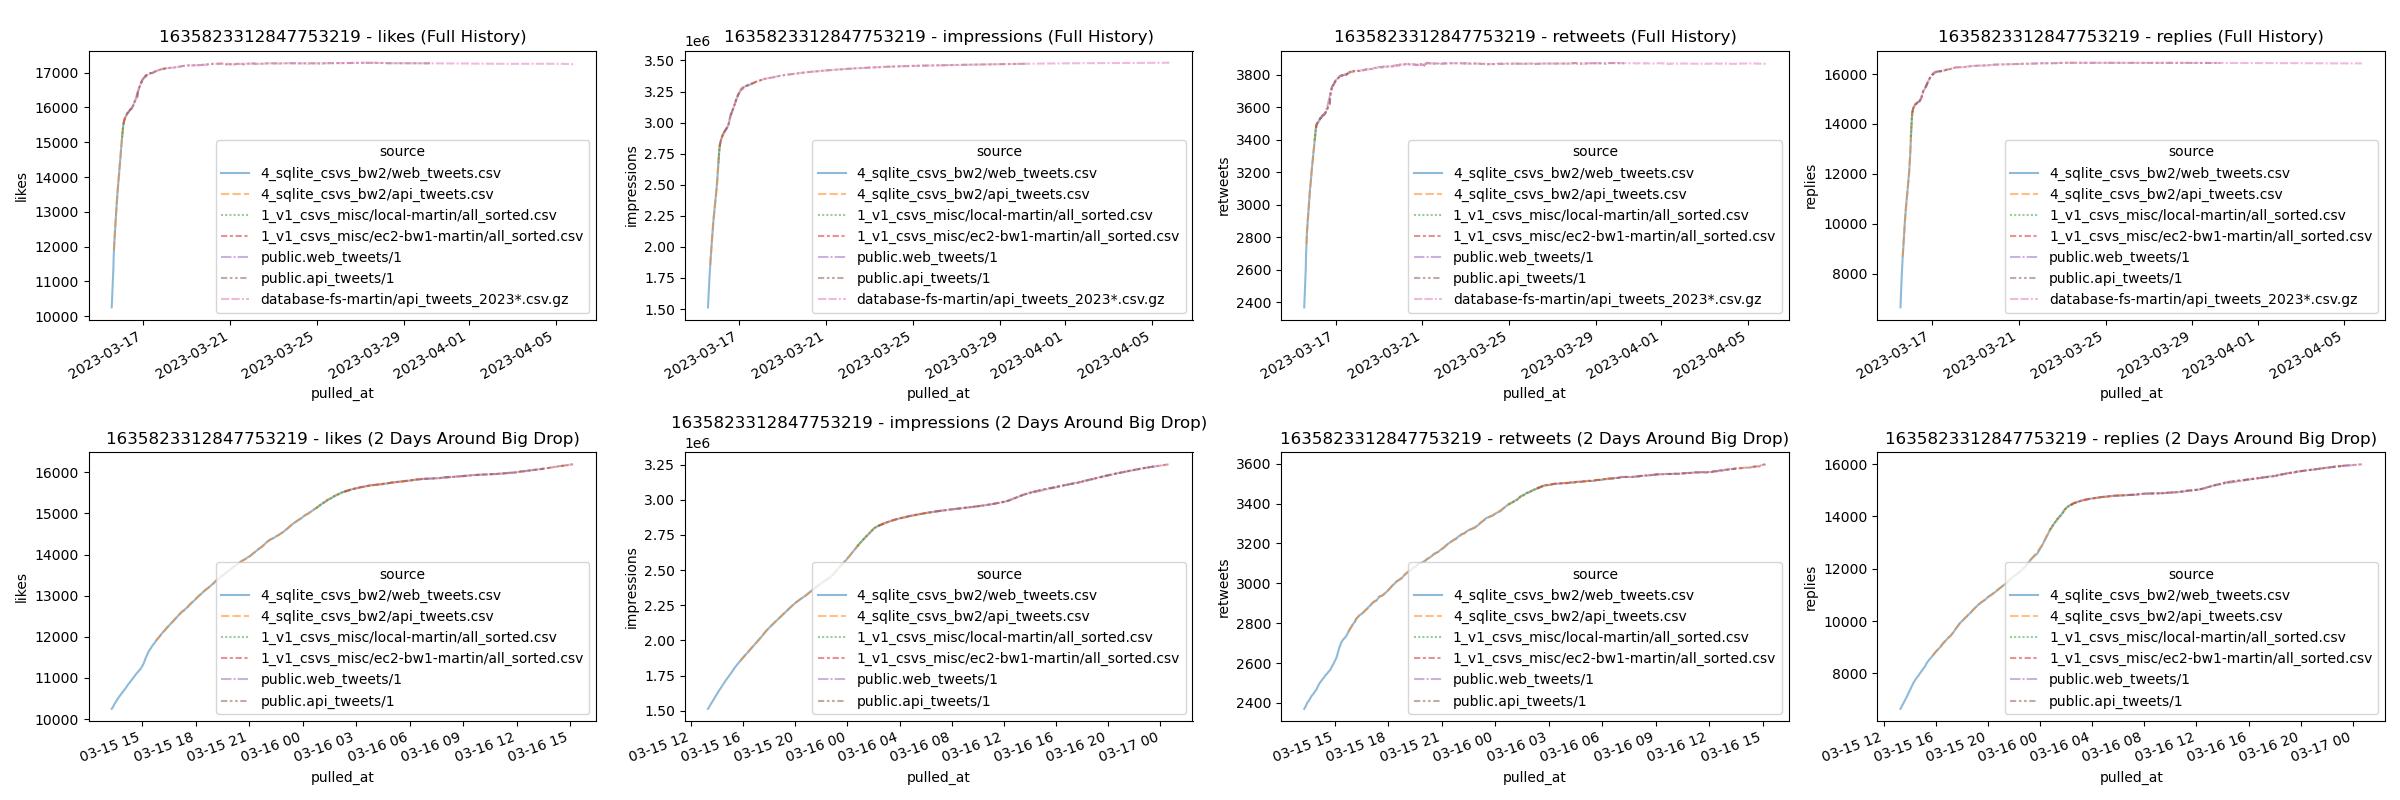 1635823312847753219 - likes (Full History)
17000
16000
15000
14000
13000
12000
11000
10000
likes
source
4_sqlite_csvs_bw2/web_tweets.csv
4_sqlite_csvs_bw2/api_tweets.csv
1_v1_csvs_misc/local-martin/all_sorted.csv
1_v1_csvs_misc/ec2-bw1-martin/all_sorted.csv
public.web_tweets/1
public.api_tweets/1
database-fs-martin/api_tweets_2023*.csv.gz
2023-03-17
2023-03-21
2023-03-25
2023-03-29
2023-04-01
2023-04-05
pulled_at
1635823312847753219 - impressions (Full History)
1e6
3.50
3.25
3.00
2.75
2.50
2.25
2.00
1.75
1.50
impressions
source
4_sqlite_csvs_bw2/web_tweets.csv
4_sqlite_csvs_bw2/api_tweets.csv
1_v1_csvs_misc/local-martin/all_sorted.csv
1_v1_csvs_misc/ec2-bw1-martin/all_sorted.csv
public.web_tweets/1
public.api_tweets/1
database-fs-martin/api_tweets_2023*.csv.gz
2023-03-17
2023-03-21
2023-03-25
2023-03-29
2023-04-01
2023-04-05
pulled_at
1635823312847753219 - retweets (Full History)
3800
3600
3400
3200
3000
2800
2600
2400
retweets
source
4_sqlite_csvs_bw2/web_tweets.csv
4_sqlite_csvs_bw2/api_tweets.csv
1_v1_csvs_misc/local-martin/all_sorted.csv
1_v1_csvs_misc/ec2-bw1-martin/all_sorted.csv
public.web_tweets/1
public.api_tweets/1
database-fs-martin/api_tweets_2023*.csv.gz
2023-03-17
2023-03-21
2023-03-25
2023-03-29
2023-04-01
2023-04-05
pulled_at
1635823312847753219 - replies (Full History)
16000
14000
12000
10000
8000
replies
source
4_sqlite_csvs_bw2/web_tweets.csv
4_sqlite_csvs_bw2/api_tweets.csv
1_v1_csvs_misc/local-martin/all_sorted.csv
1_v1_csvs_misc/ec2-bw1-martin/all_sorted.csv
public.web_tweets/1
public.api_tweets/1
database-fs-martin/api_tweets_2023*.csv.gz
2023-03-17
2023-03-21
2023-03-25
2023-03-29
2023-04-01
2023-04-05
pulled_at
1635823312847753219 - likes (2 Days Around Big Drop)
16000
15000
14000
13000
12000
11000
10000
likes
source
4_sqlite_csvs_bw2/web_tweets.csv
4_sqlite_csvs_bw2/api_tweets.csv
1_v1_csvs_misc/local-martin/all_sorted.csv
1_v1_csvs_misc/ec2-bw1-martin/all_sorted.csv
public.web_tweets/1
public.api_tweets/1
03-15 15
03-15 18
03-15 21
03-16 00
03-16 03
03-16 06
03-16 09
03-16 12
03-16 15
pulled_at
1635823312847753219 - impressions (2 Days Around Big Drop)
1e6
3.25
3.00
2.75
2.50
2.25
2.00
1.75
1.50
impressions
source
4_sqlite_csvs_bw2/web_tweets.csv
4_sqlite_csvs_bw2/api_tweets.csv
1_v1_csvs_misc/local-martin/all_sorted.csv
1_v1_csvs_misc/ec2-bw1-martin/all_sorted.csv
public.web_tweets/1
public.api_tweets/1
03-15 12
03-15 16
03-15 20
03-16 00
03-16 04
03-16 08
03-16 12
03-16 16
03-16 20
03-17 00
pulled_at
1635823312847753219 - retweets (2 Days Around Big Drop)
3600
3400
3200
3000
2800
2600
2400
retweets
source
4_sqlite_csvs_bw2/web_tweets.csv
4_sqlite_csvs_bw2/api_tweets.csv
1_v1_csvs_misc/local-martin/all_sorted.csv
1_v1_csvs_misc/ec2-bw1-martin/all_sorted.csv
public.web_tweets/1
public.api_tweets/1
03-15 15
03-15 18
03-15 21
03-16 00
03-16 03
03-16 06
03-16 09
03-16 12
03-16 15
pulled_at
1635823312847753219 - replies (2 Days Around Big Drop)
16000
14000
12000
10000
8000
replies
source
4_sqlite_csvs_bw2/web_tweets.csv
4_sqlite_csvs_bw2/api_tweets.csv
1_v1_csvs_misc/local-martin/all_sorted.csv
1_v1_csvs_misc/ec2-bw1-martin/all_sorted.csv
public.web_tweets/1
public.api_tweets/1
03-15 12
03-15 16
03-15 20
03-16 00
03-16 04
03-16 08
03-16 12
03-16 16
03-16 20
03-17 00
pulled_at